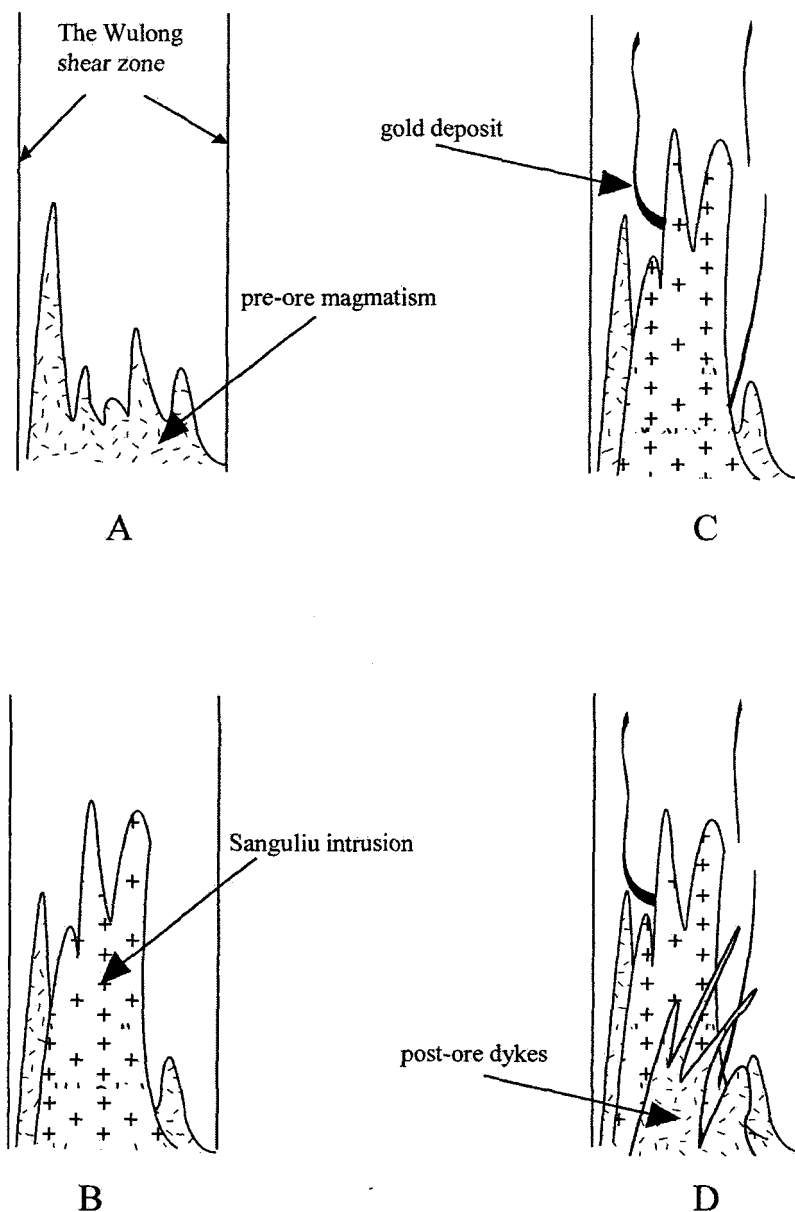 The Wulong
shear zone
pre-ore magmatism
A
gold deposit
C
Sanguliu intrusion
B
post-ore dykes
D